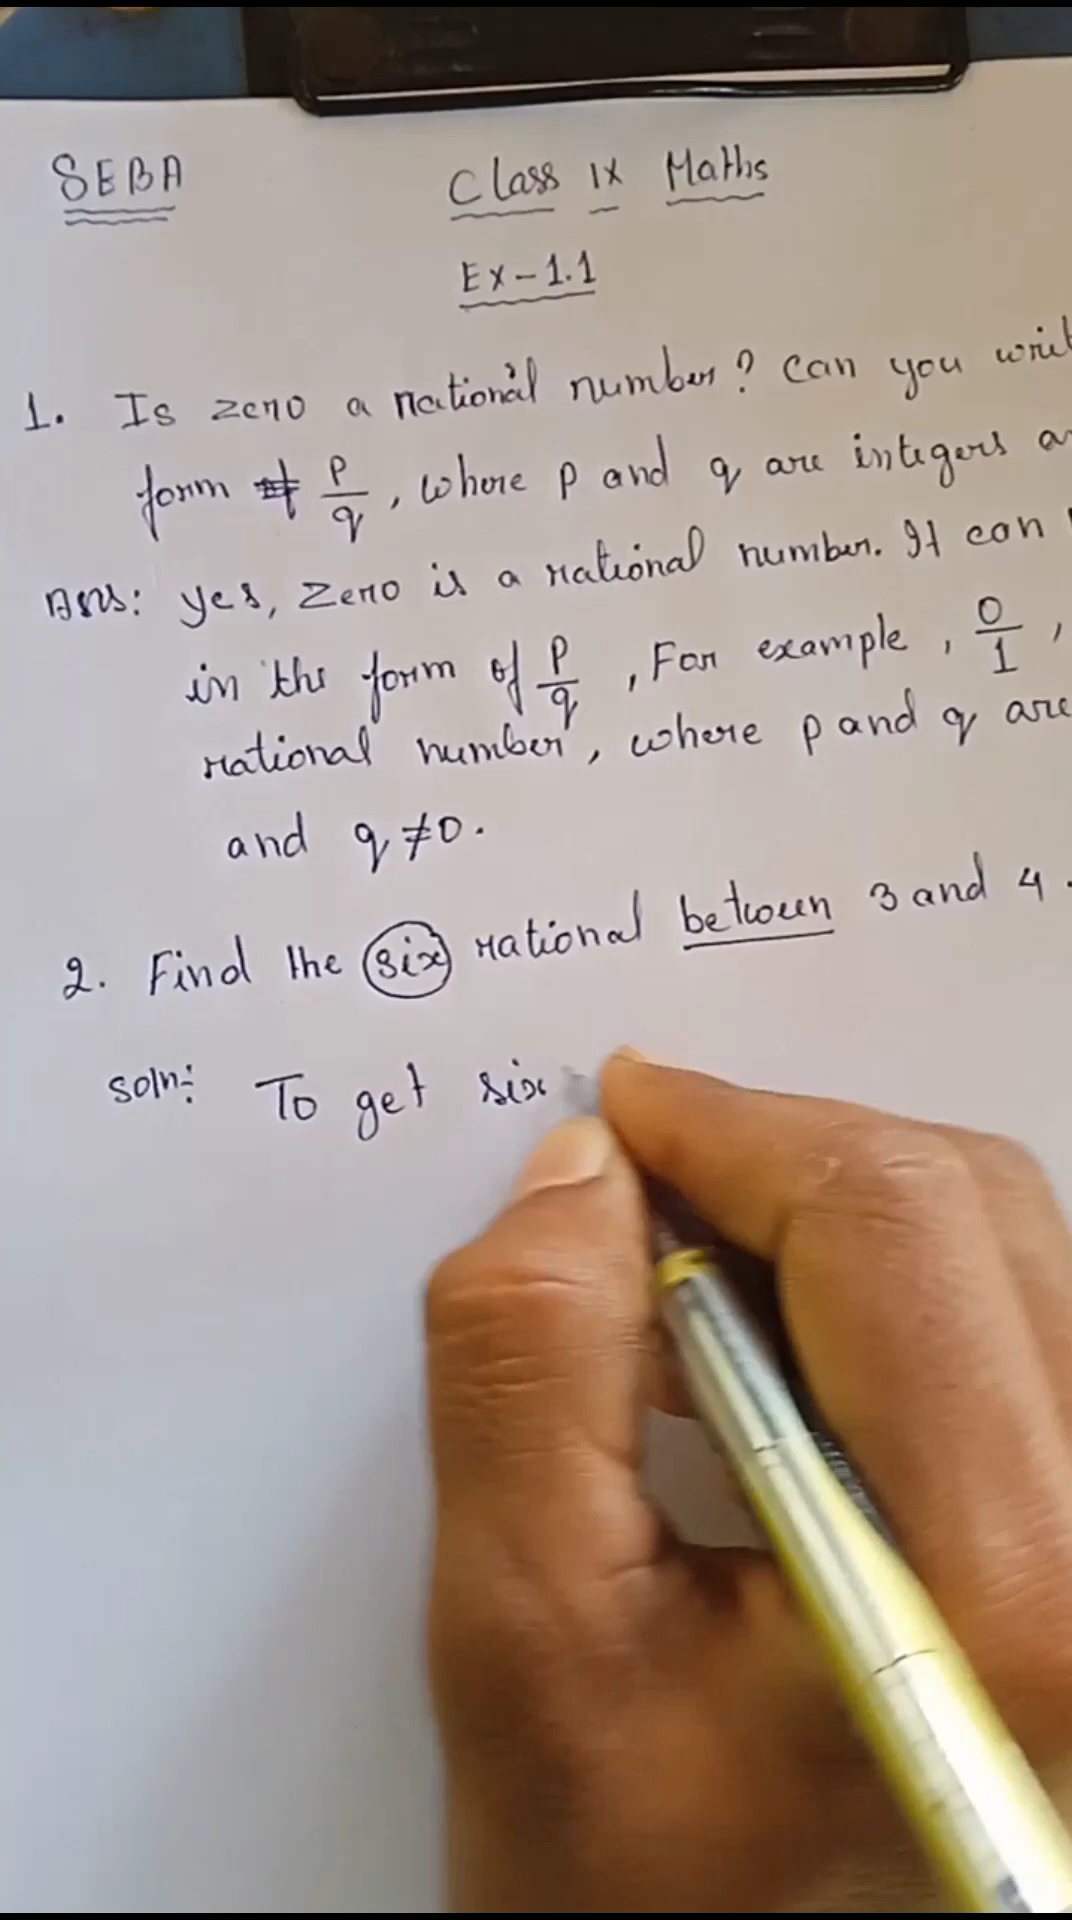 SEBA Class IX Maths
Ex-1.1
1. Is zero a rational number? Can you writ
form p/q, where p and q are integers a
Ans: yes, zero is a rational number. It can
in the form of p/q, For example, 0/1,
rational number, where p and q are
and q≠0.
2. Find the six rational between 3 and 4.
Soln: To get six